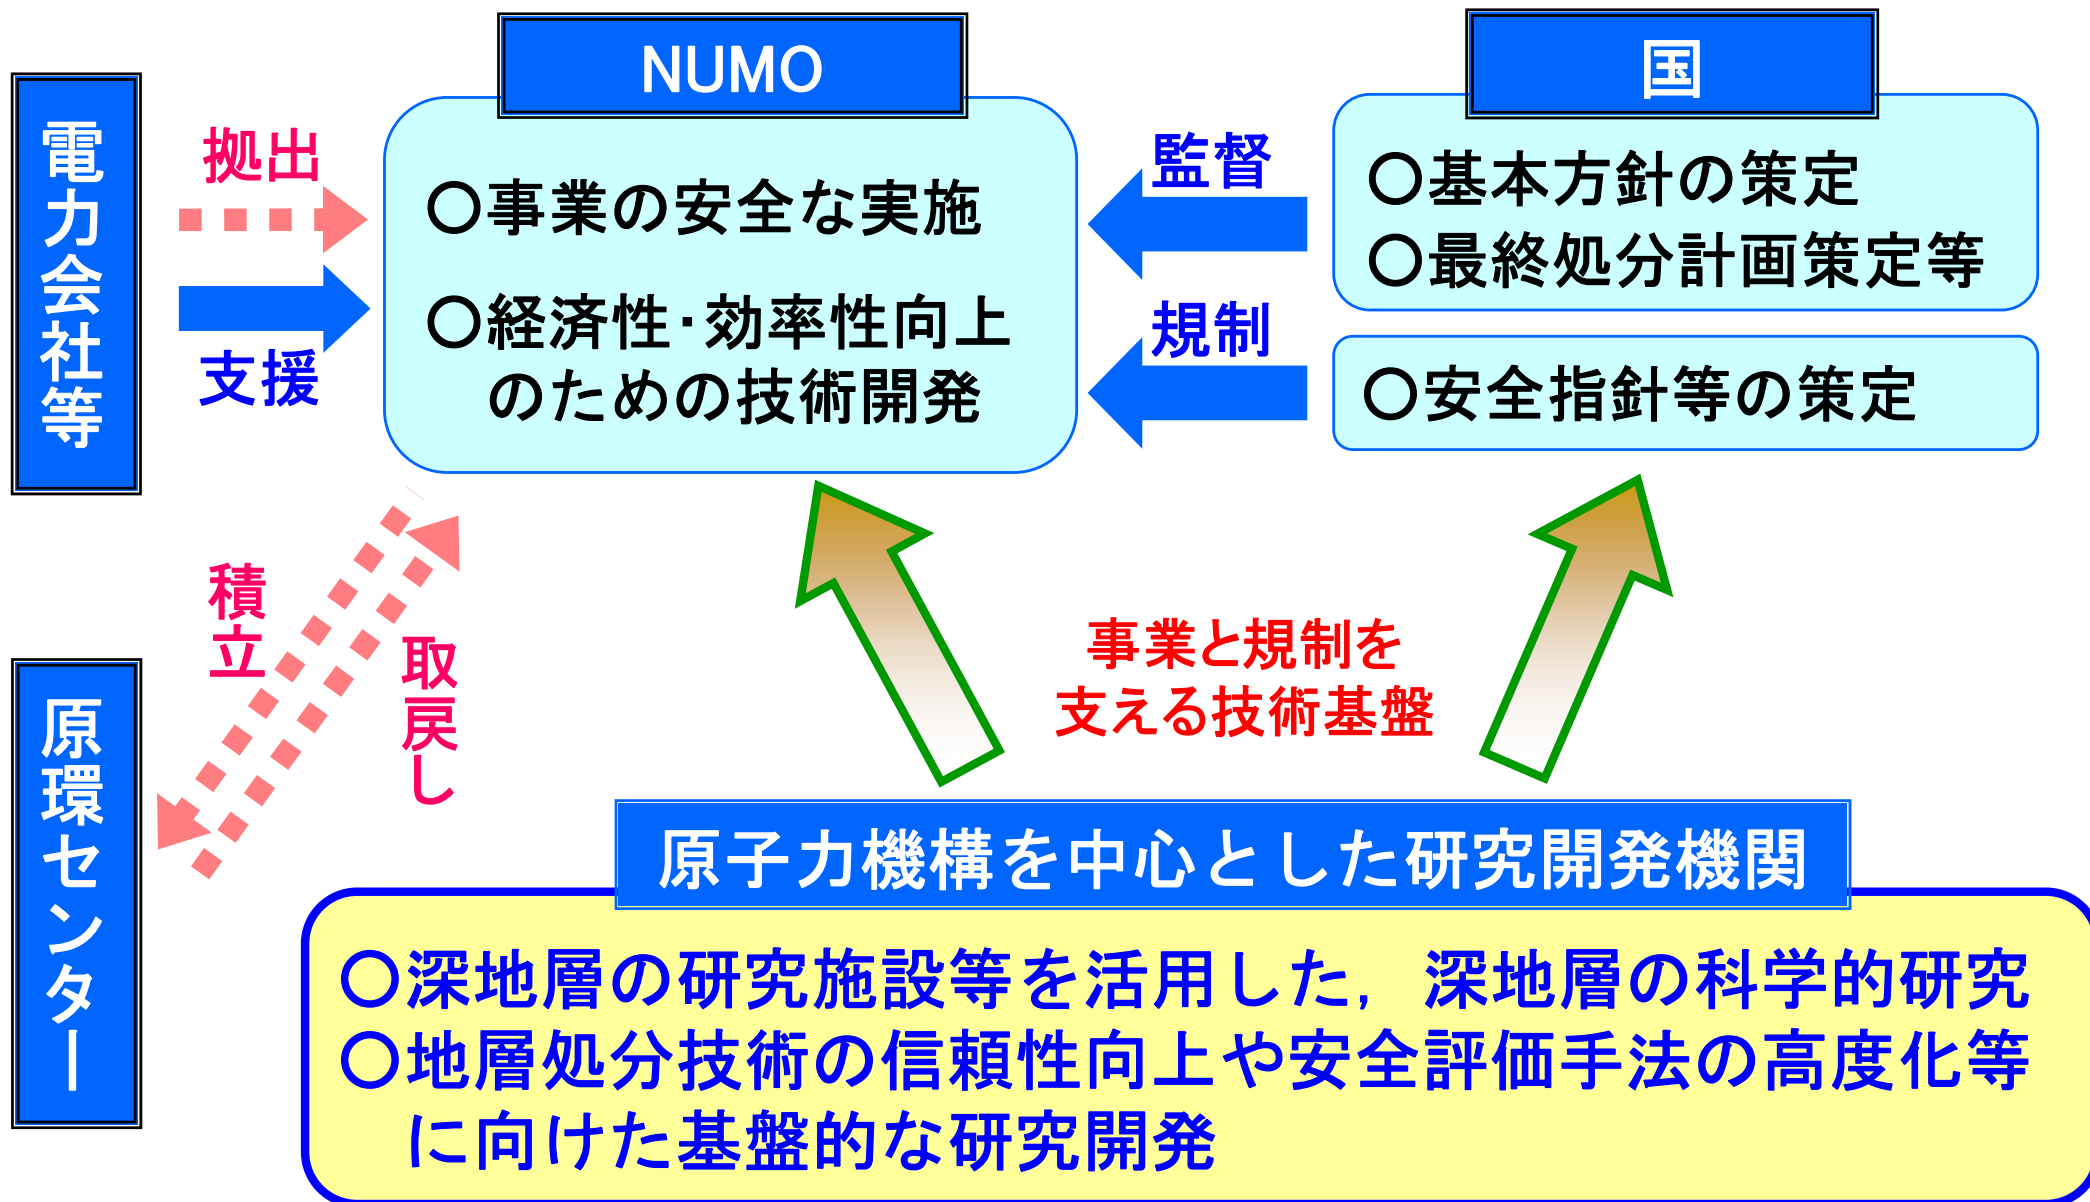 電力会社等
拠出
支援
NUMO
○事業の安全な実施
○経済性・効率性向上
のための技術開発
監督
規制
国
○基本方針の策定
○最終処分計画策定等
○安全指針等の策定
積立
取戻し
原環センター
事業と規制を
支える技術基盤
原子力機構を中心とした研究開発機関
○深地層の研究施設等を活用した，深地層の科学的研究
○地層処分技術の信頼性向上や安全評価手法の高度化等
に向けた基盤的な研究開発